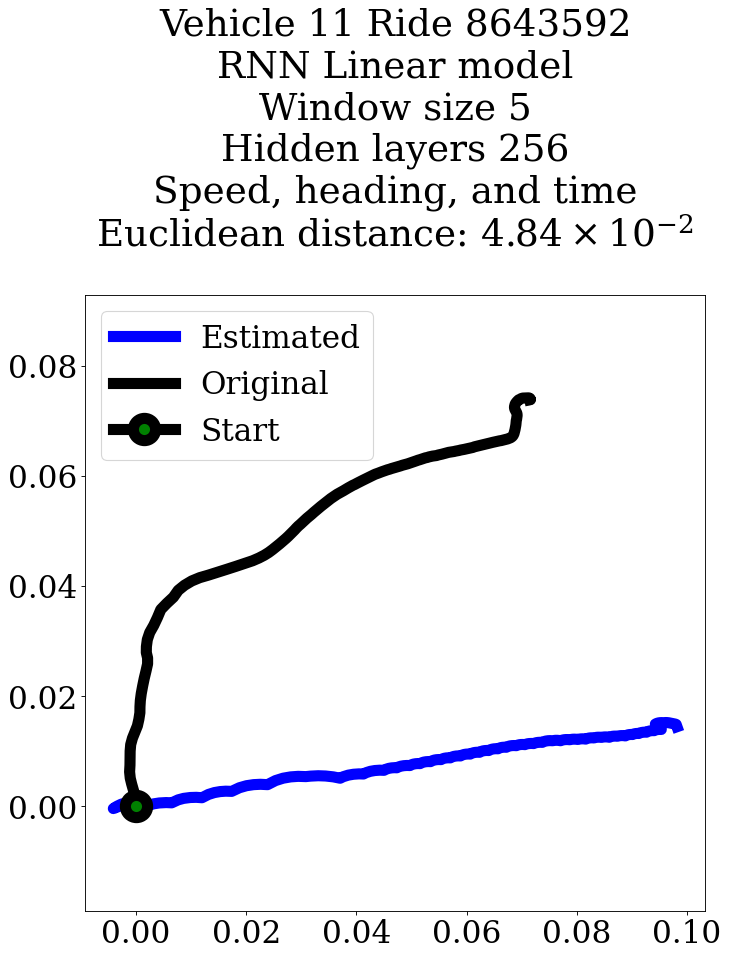 Vehicle 11 Ride 8643592
RNN Linear model
Window size 5
Hidden layers 256
Speed, heading, and time
Euclidean distance: 4.84 × 10⁻²
Estimated
Original
Start
0.08
0.06
0.04
0.02
0.00
0.00 0.02 0.04 0.06 0.08 0.10